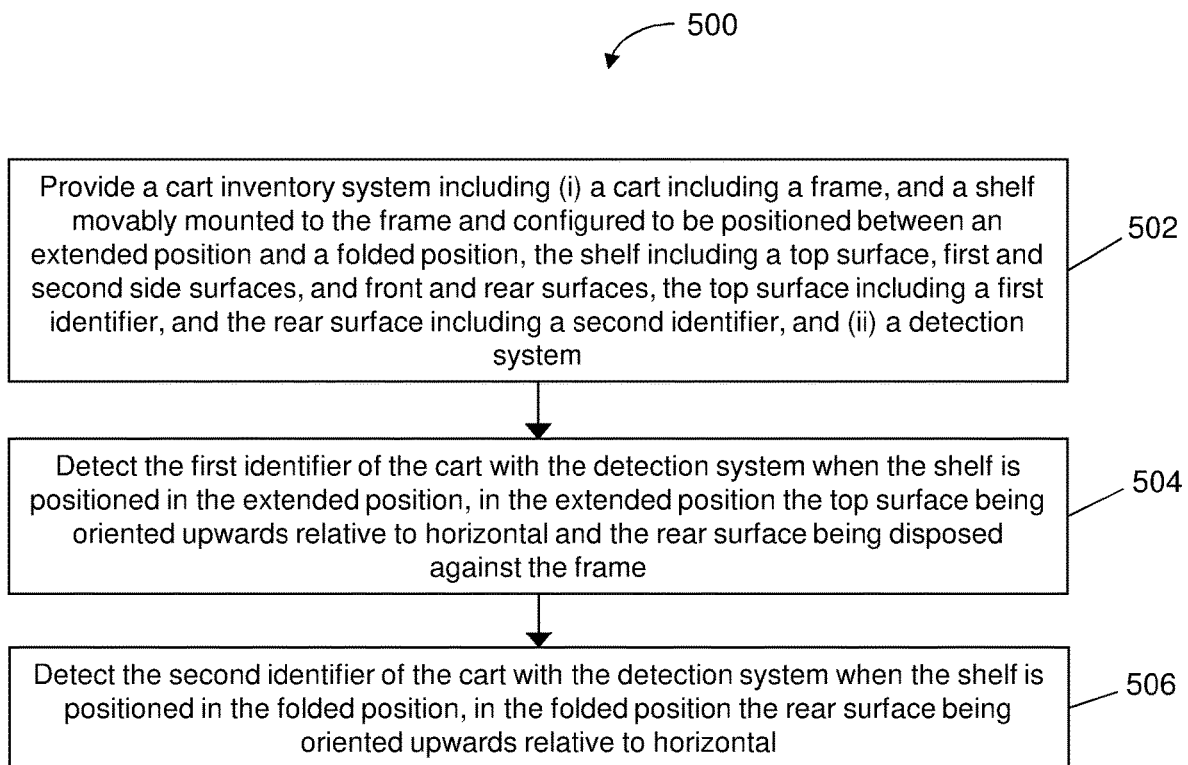 500
Provide a cart inventory system including (i) a cart including a frame, and a shelf
movably mounted to the frame and configured to be positioned between an
extended position and a folded position, the shelf including a top surface, first and
second side surfaces, and front and rear surfaces, the top surface including a first
identifier, and the rear surface including a second identifier, and (ii) a detection
system
502
Detect the first identifier of the cart with the detection system when the shelf is
positioned in the extended position, in the extended position the top surface being
oriented upwards relative to horizontal and the rear surface being disposed
against the frame
504
Detect the second identifier of the cart with the detection system when the shelf is
positioned in the folded position, in the folded position the rear surface being
oriented upwards relative to horizontal
506